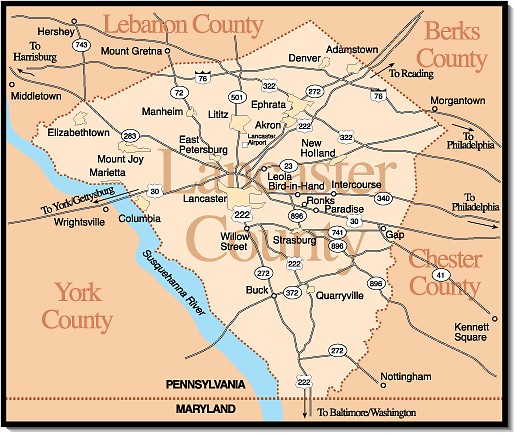 Lebanon County
Berks
County
Hershey
743
To
Harrisburg
Mount Gretna
Adamstown
Denver
To Reading
76
322
272
76
Middletown
72
501
Ephrata
Morgantown
Manheim
Lititz
Akron
Elizabethtown
283
Lancaster
Airport
322
To
Philadelphia
East
Petersburg
New
Holland
Mount Joy
23
Marietta
Leola
Lancaster
County
Bird-in-Hand
Intercourse
To York/Gettysburg
30
Lancaster
340
To
Philadelphia
Ronks
Paradise
Wrightsville
Columbia
222
896
30
Willow
Street
Strasburg
741
896
Gap
Chester
County
Susquehanna River
222
272
41
York
County
Buck
372
Quarryville
896
Kennett
Square
272
Nottingham
PENNSYLVANIA
222
MARYLAND
To Baltimore/Washington